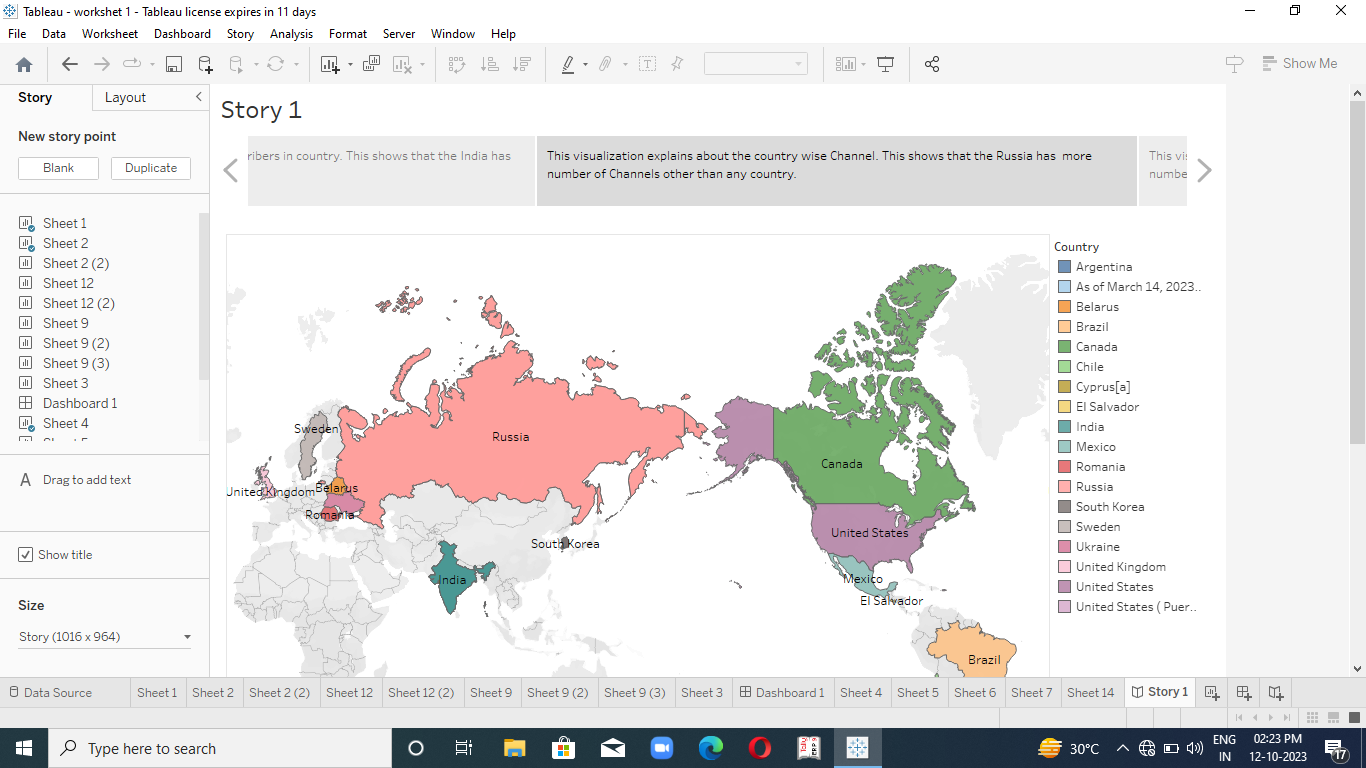 Tableau - workshet 1 - Tableau license expires in 11 days
File Data Worksheet Dashboard Story Analysis Format Server Window Help
Show Me
Story Layout
New story point
Blank Duplicate
Sheet 1
Sheet 2
Sheet 2 (2)
Sheet 12
Sheet 12 (2)
Sheet 9
Sheet 9 (2)
Sheet 9 (3)
Sheet 3
Dashboard 1
Sheet 4
A Drag to add text
Show title
Size
Story (1016 x 964)
Story 1
ribers in country. This shows that the India has
This visualization explains about the country wise Channel. This shows that the Russia has more
number of Channels other than any country.
This vis
numbe
Sweden
Russia
Canada
United Kingdom
Belarus
Romania
South Korea
United States
India
Mexico
El Salvador
Brazil
Country
Argentina
As of March 14, 2023..
Belarus
Brazil
Canada
Chile
Cyprus[a]
El Salvador
India
Mexico
Romania
Russia
South Korea
Sweden
Ukraine
United Kingdom
United States
United States ( Puer..
Data Source Sheet 1 Sheet 2 Sheet 2 (2) Sheet 12 Sheet 12 (2) Sheet 9 Sheet 9 (2) Sheet 9 (3) Sheet 3 Dashboard 1 Sheet 4 Sheet 5 Sheet 6 Sheet 7 Sheet 14 Story 1
Type here to search
30°C
ENG
IN
02:23 PM
12-10-2023
17